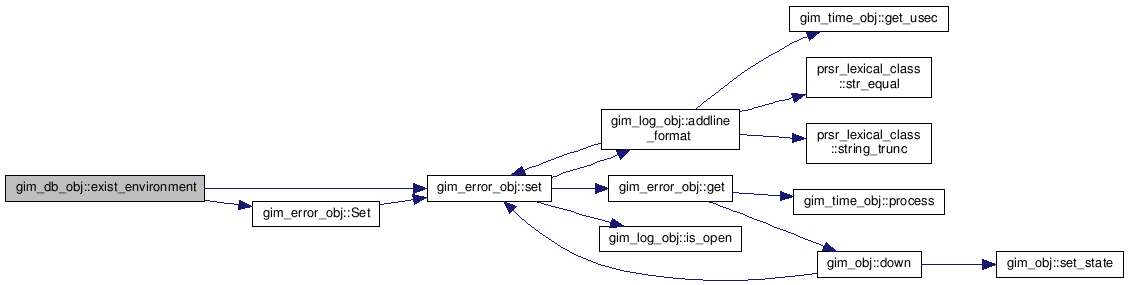 gim_db_obj::exist_environment
gim_error_obj::Set
gim_error_obj::set
gim_log_obj::addline
_format
gim_error_obj::get
gim_log_obj::is_open
gim_time_obj::get_usec
prsr_lexical_class
::str_equal
prsr_lexical_class
::string_trunc
gim_time_obj::process
gim_obj::down
gim_obj::set_state